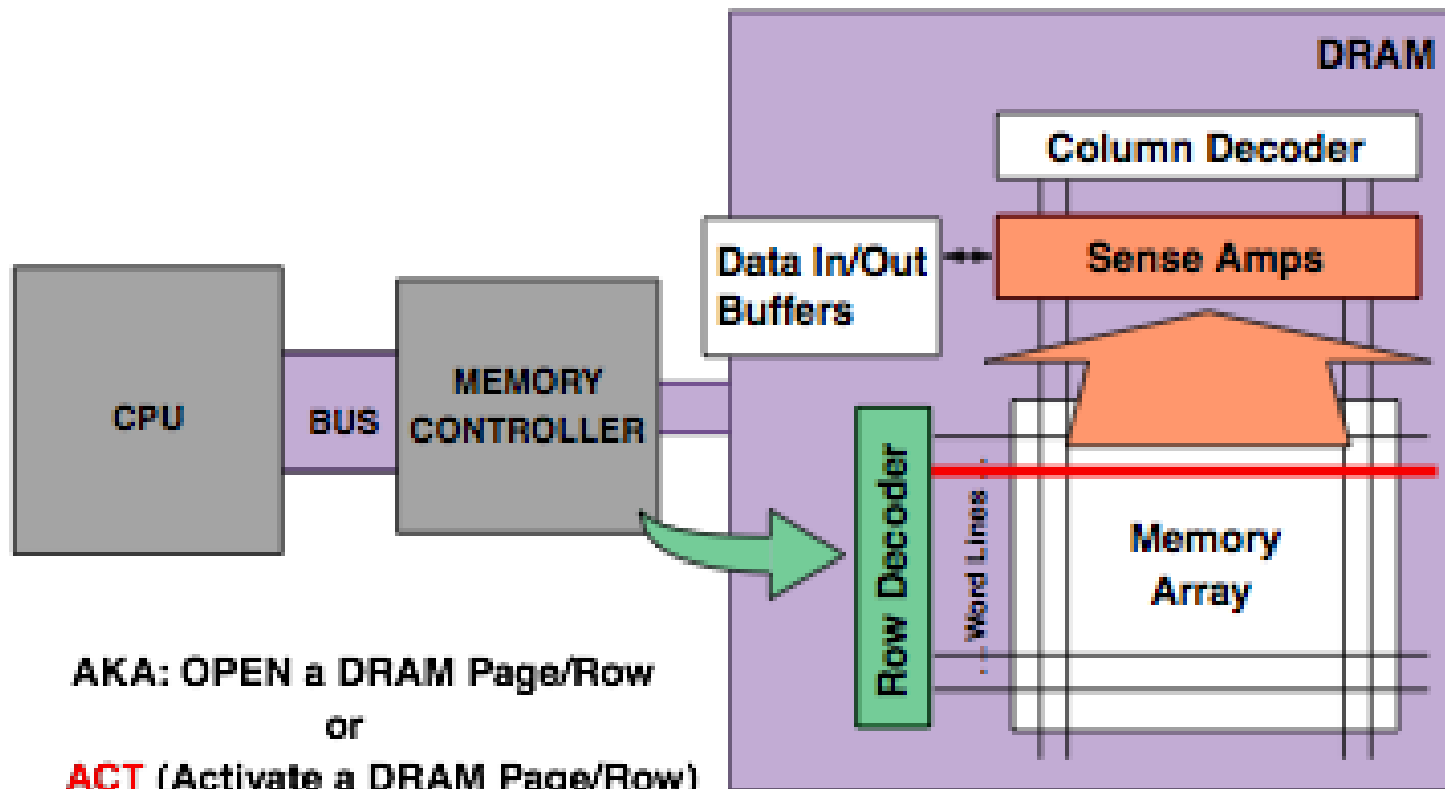 DRAM
Column Decoder
Sense Amps
Data In/Out
Buffers
CPU
BUS
MEMORY
CONTROLLER
Row Decoder
... Word Lines ...
Memory
Array
AKA: OPEN a DRAM Page/Row
or
ACT (Activate a DRAM Page/Row)